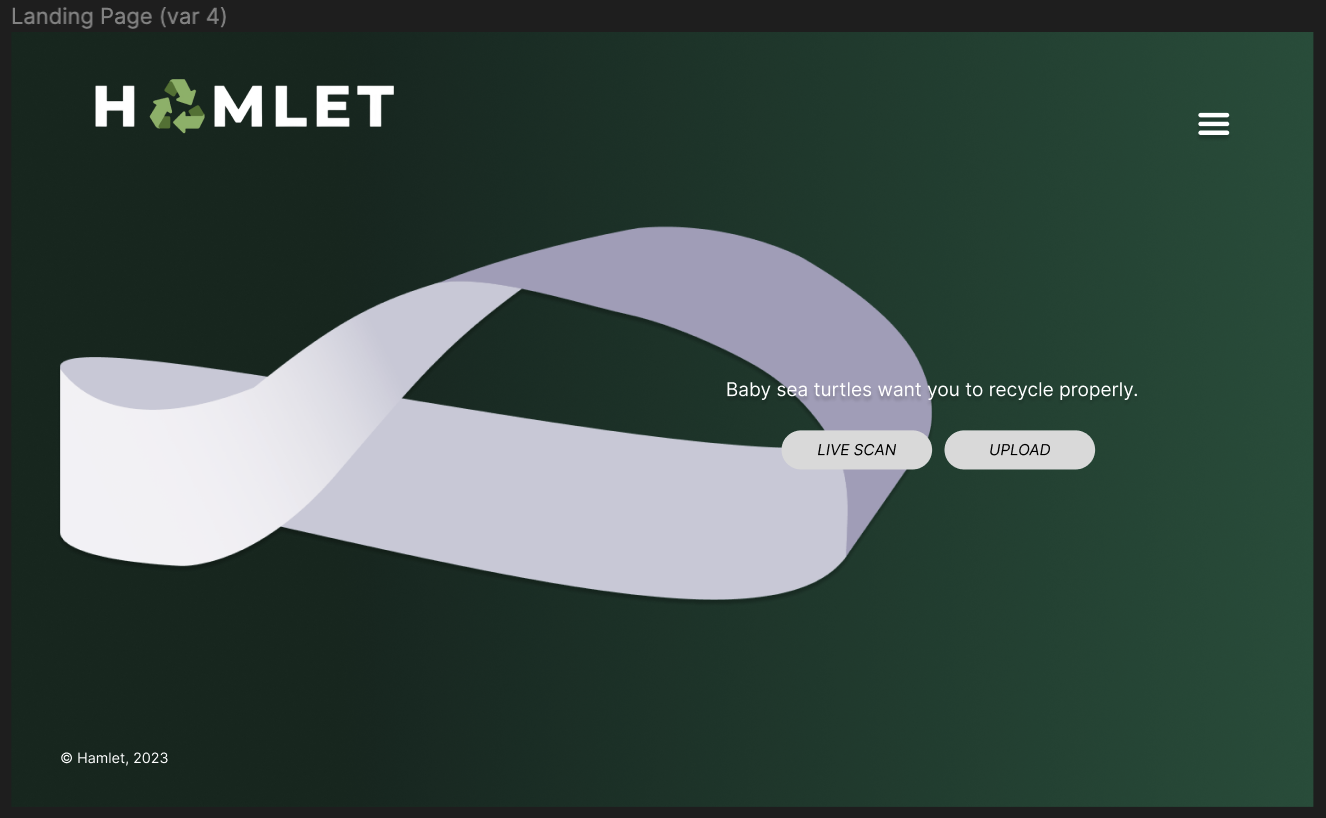 Landing Page (var 4)
H MLET
Baby sea turtles want you to recycle properly.
LIVE SCAN
UPLOAD
© Hamlet, 2023